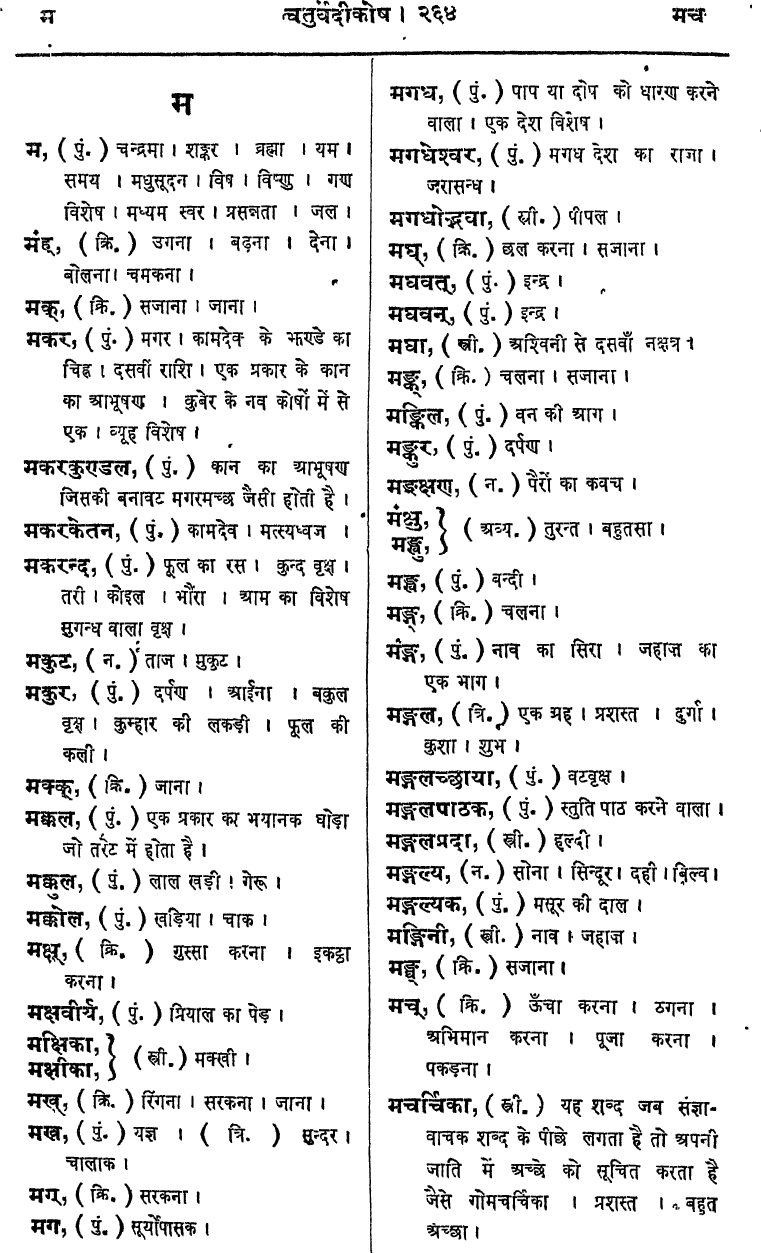 म चतुर्वेदीकोष । २६४ मच
म
म, ( पुं. ) चन्द्रमा । शङ्कर । ब्रह्मा । यम ।
समय । मधुसूदन । विष । विष्णु । गण
विशेष । मध्यम स्वर । प्रसन्नता । जल ।
मंह्, ( क्रि. ) उगना । बढ़ना । देना ।
बोलना । चमकना ।
मक्, ( क्रि. ) सजाना । जाना ।
मकर, ( पुं. ) मगर । कामदेव के झण्डे का
चिह्न । दसवीं राशि । एक प्रकार के कान
का आभूषण । कुबेर के नव कोषों में से
एक । व्यूह विशेष ।
मकरकुण्डल, ( पुं. ) कान का आभूषण
जिसकी बनावट मगरमच्छ जैसी होती है ।
मकरकेतन, ( पुं. ) कामदेव । मत्स्यध्वज ।
मकरन्द, ( पुं. ) फूल का रस । कुन्द वृक्ष ।
तरी । कोइल । भौंरा । आम का विशेष
सुगन्ध वाला वृक्ष ।
मकुट, ( न. ) ताज । मुकुट ।
मकुर, ( पुं. ) दर्पण । आईना । बकुल
वृक्ष । कुम्हार की लकड़ी । फूल की
कली ।
मक्क्, ( क्रि. ) जाना ।
मक्कल, ( पुं. ) एक प्रकार का भयानक घोड़ा
जो तरेट में होता है ।
मक्कुल, ( पुं. ) लाल खड़ी ! गेरू ।
मक्कोल, ( पुं. ) खड़िया । चाक ।
मक्ष्, ( क्रि. ) गुस्सा करना । इकट्ठा
करना ।
मक्षवीर्य, ( पुं. ) प्रियाल का पेड़ ।
मक्षिका,
मक्षीका, } ( स्त्री. ) मक्खी ।
मख्, ( क्रि. ) रिंगना । सरकना । जाना ।
मख, ( पुं. ) यज्ञ । ( त्रि. ) सुन्दर ।
चालाक ।
मग्, ( क्रि. ) सरकना ।
मग, ( पुं. ) सूर्योपासक ।
मगध, ( पुं. ) पाप या दोष को धारण करने
वाला । एक देश विशेष ।
मगधेश्वर, ( पुं. ) मगध देश का राजा ।
जरासन्ध ।
मगधोद्भवा, ( स्त्री. ) पीपल ।
मघ्, ( क्रि. ) छल करना । सजाना ।
मघवत्, ( पुं. ) इन्द्र ।
मघवन्, ( पुं. ) इन्द्र ।
मघा, ( स्त्री. ) अश्विनी से दसवाँ नक्षत्र ।
मङ्क्, ( क्रि. ) चलना । सजाना ।
मङ्किल, ( पुं. ) वन की आग ।
मङ्कुर, ( पुं. ) दर्पण ।
मङक्षण, ( न. ) पैरों का कवच ।
मंक्षु,
मङ्क्षु, } ( अव्य. ) तुरन्त । बहुतसा ।
मङ्ख, ( पुं. ) वन्दी ।
मङ्ग्, ( क्रि. ) चलना ।
मंङ्ग, ( पुं. ) नाव का सिरा । जहाज़ का
एक भाग ।
मङ्गल, ( त्रि. ) एक ग्रह । प्रशस्त । दुर्गा ।
कुशा । शुभ ।
मङ्गलच्छाया, ( पुं. ) वटवृक्ष ।
मङ्गलपाठक, ( पुं. ) स्तुति पाठ करने वाला ।
मङ्गलप्रदा, ( स्त्री. ) हल्दी ।
मङ्गल्य, ( न. ) सोना । सिन्दूर । दही । बिल्व ।
मङ्गल्यक, ( पुं. ) मसूर की दाल ।
मङ्गिनी, ( स्त्री. ) नाव । जहाज़ ।
मङ्घ्, ( क्रि. ) सजाना ।
मच्, ( क्रि. ) ऊँचा करना । ठगना ।
अभिमान करना । पूजा करना ।
पकड़ना ।
मचर्चिका, ( स्त्री. ) यह शब्द जब संज्ञा-
वाचक शब्द के पीछे लगता है तो अपनी
जाति में अच्छे को सूचित करता है
जैसे गोमचर्चिका । प्रशस्त । बहुत
अच्छा ।